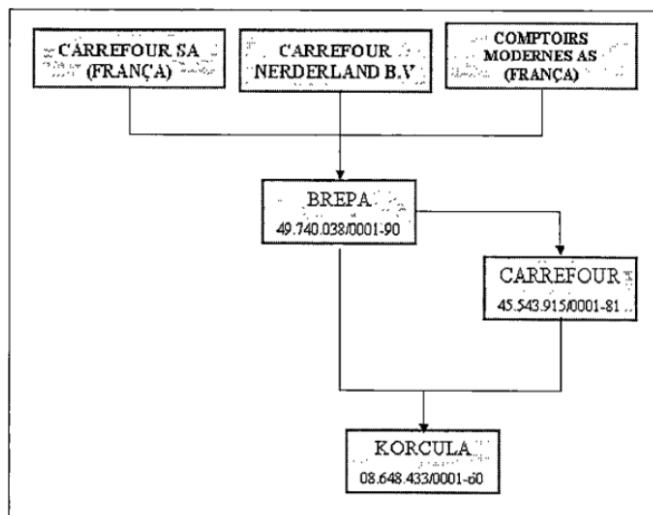 CARREFOUR SA
(FRANÇA)
CARREFOUR
NERDERLAND B.V
COMPTOIRS
MODERNES AS
(FRANÇA)
BREPA
49.740.038/0001-90
CARREFOUR
45.543.915/0001-81
KORCULA
08.648.433/0001-60